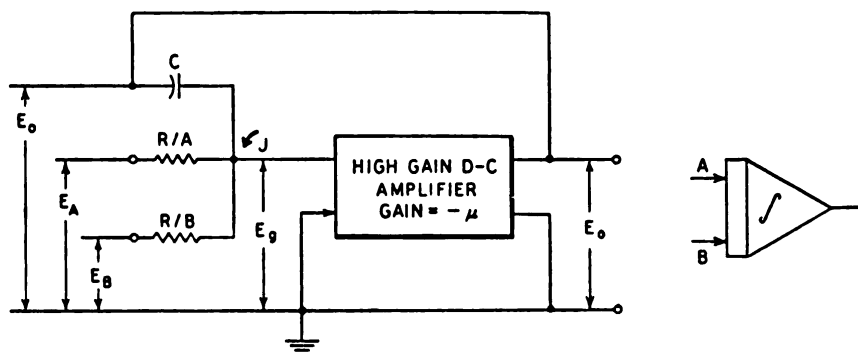 C
E₀
R/A
J
E_A
R/B
E_B
E_g
HIGH GAIN D-C
AMPLIFIER
GAIN = -μ
E₀
A
∫
B